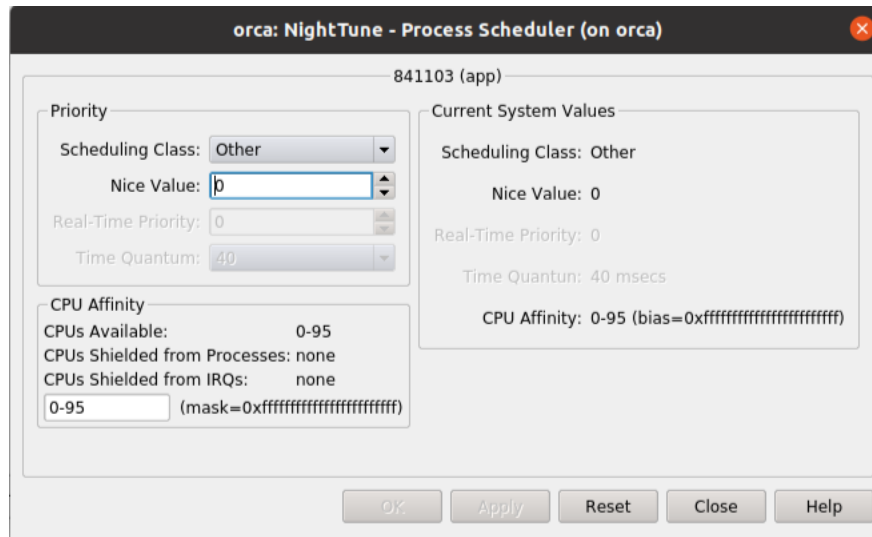 orca: NightTune - Process Scheduler (on orca)
841103 (app)
Priority
Scheduling Class: Other
Nice Value: 0
Real-Time Priority: 0
Time Quantum: 40
CPU Affinity
CPUs Available: 0-95
CPUs Shielded from Processes: none
CPUs Shielded from IRQs: none
0-95 (mask=0xffffffffffffffffffffffff)
Current System Values
Scheduling Class: Other
Nice Value: 0
Real-Time Priority: 0
Time Quantun: 40 msecs
CPU Affinity: 0-95 (bias=0xffffffffffffffffffffffff)
OK
Apply
Reset
Close
Help